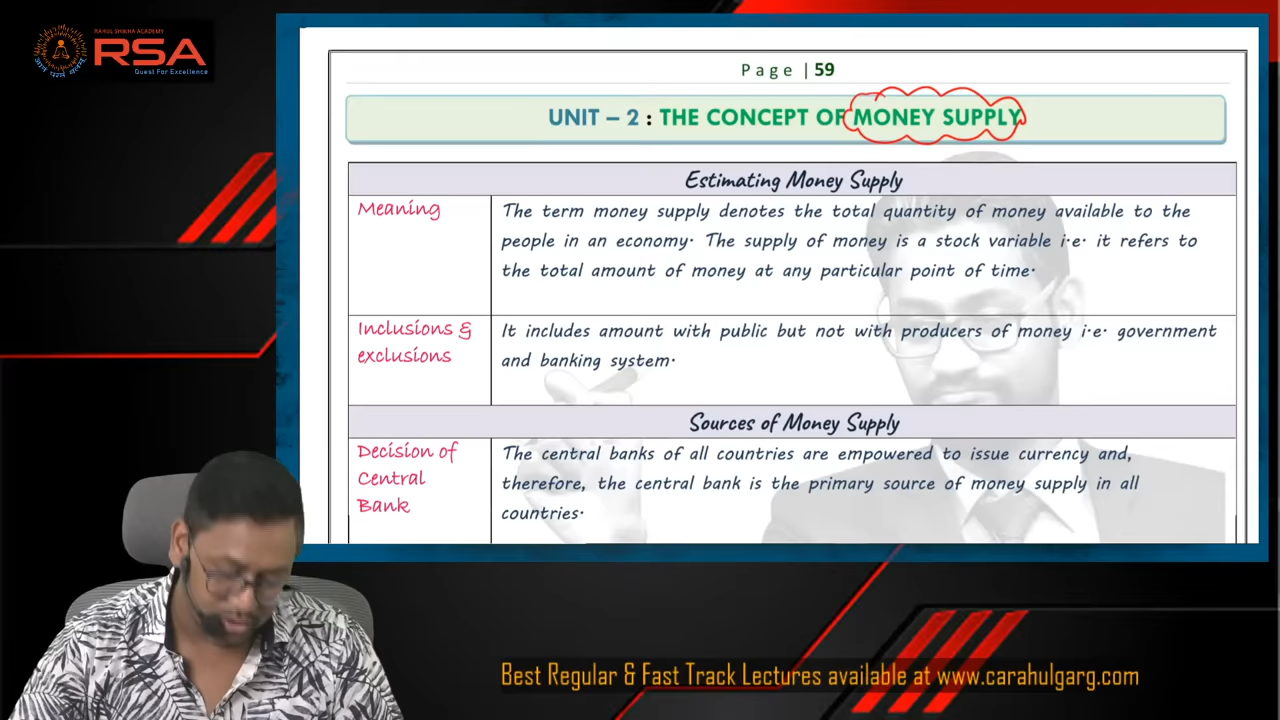 RAHUL SHIKHA ACADEMY
RSA
Quest For Excellence
Page | 59
UNIT – 2 : THE CONCEPT OF MONEY SUPPLY
Estimating Money Supply
Meaning
The term money supply denotes the total quantity of money available to the
people in an economy. The supply of money is a stock variable i.e. it refers to
the total amount of money at any particular point of time.
Inclusions &
exclusions
It includes amount with public but not with producers of money i.e. government
and banking system.
Sources of Money Supply
Decision of
Central
Bank
The central banks of all countries are empowered to issue currency and,
therefore, the central bank is the primary source of money supply in all
countries.
Best Regular & Fast Track Lectures available at www.carahulgarg.com